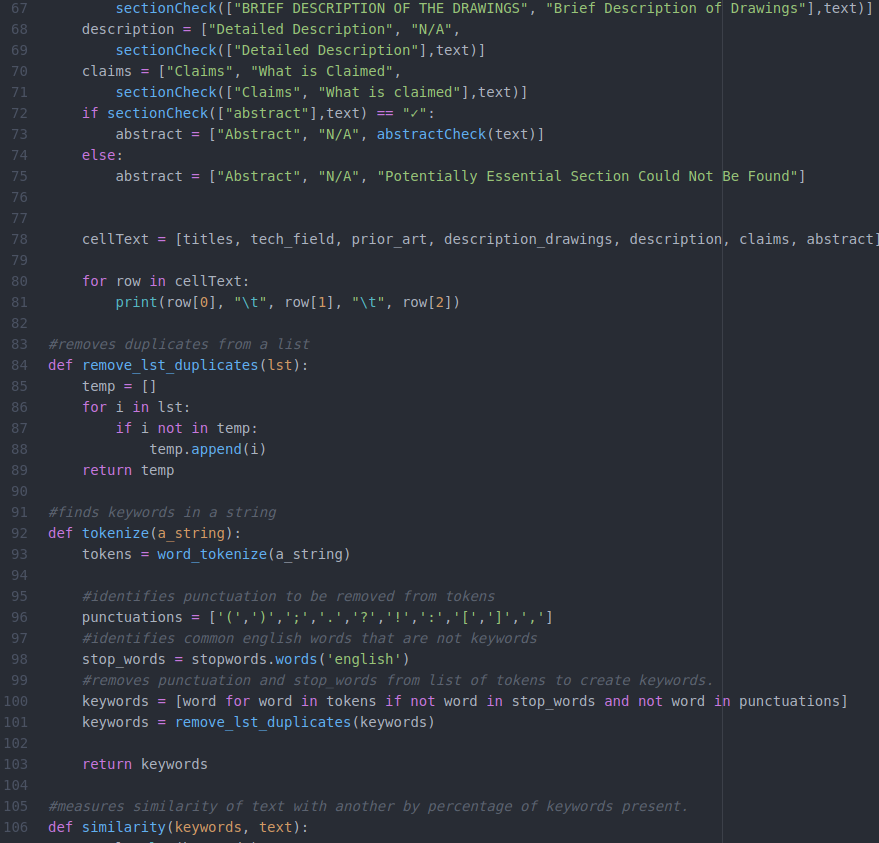 67 sectionCheck(["BRIEF DESCRIPTION OF THE DRAWINGS", "Brief Description of Drawings"],text)]
68 description = ["Detailed Description", "N/A",
69 sectionCheck(["Detailed Description"],text)]
70 claims = ["Claims", "What is Claimed",
71 sectionCheck(["Claims", "What is claimed"],text)]
72 if sectionCheck(["abstract"],text) == "✓":
73 abstract = ["Abstract", "N/A", abstractCheck(text)]
74 else:
75 abstract = ["Abstract", "N/A", "Potentially Essential Section Could Not Be Found"]
76
77
78 cellText = [titles, tech_field, prior_art, description_drawings, description, claims, abstract]
79
80 for row in cellText:
81 print(row[0], "\t", row[1], "\t", row[2])
82
83 #removes duplicates from a list
84 def remove_lst_duplicates(lst):
85 temp = []
86 for i in lst:
87 if i not in temp:
88 temp.append(i)
89 return temp
90
91 #finds keywords in a string
92 def tokenize(a_string):
93 tokens = word_tokenize(a_string)
94
95 #identifies punctuation to be removed from tokens
96 punctuations = ['(',')',';','.','?','!',':','[',']',',']
97 #identifies common english words that are not keywords
98 stop_words = stopwords.words('english')
99 #removes punctuation and stop_words from list of tokens to create keywords.
100 keywords = [word for word in tokens if not word in stop_words and not word in punctuations]
101 keywords = remove_lst_duplicates(keywords)
102
103 return keywords
104
105 #measures similarity of text with another by percentage of keywords present.
106 def similarity(keywords, text):